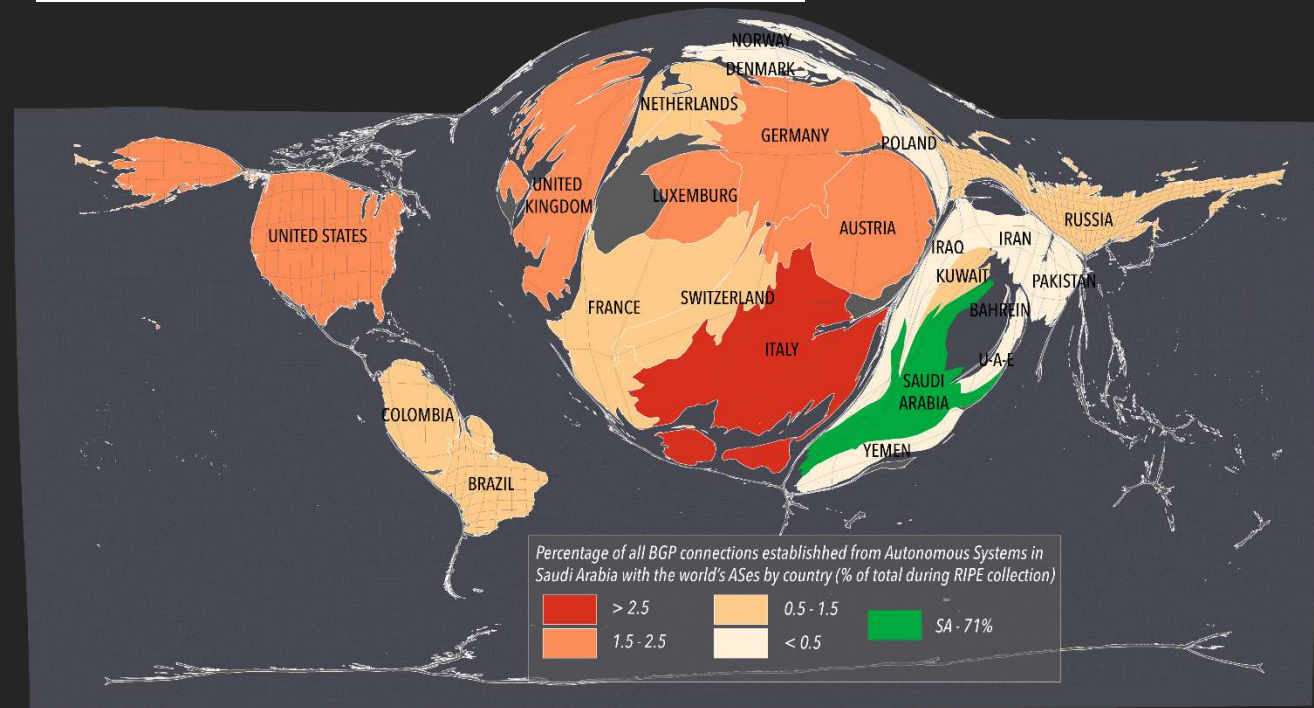 NORWAY
DENMARK
NETHERLANDS
GERMANY
POLAND
UNITED
KINGDOM
LUXEMBURG
UNITED STATES
AUSTRIA
RUSSIA
IRAQ
IRAN
KUWAIT
PAKISTAN
FRANCE
SWITZERLAND
BAHREIN
ITALY
U-A-E
SAUDI
ARABIA
COLOMBIA
YEMEN
BRAZIL
Percentage of all BGP connections establishhed from Autonomous Systems in
Saudi Arabia with the world's ASes by country (% of total during RIPE collection)
> 2.5
0.5 - 1.5
SA - 71%
1.5 - 2.5
< 0.5